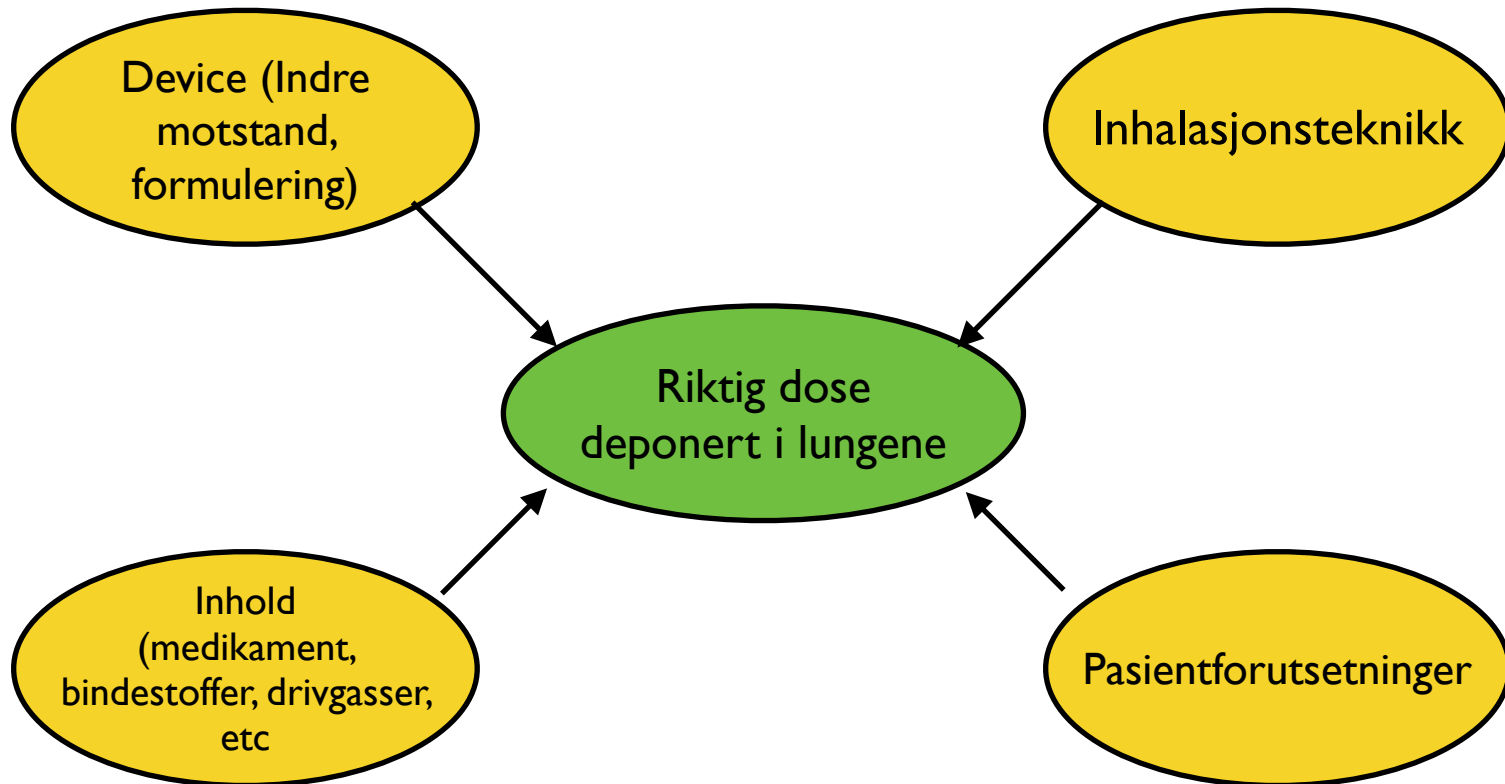 Device (Indre
motstand,
formulering)
Inhalasjonsteknikk
Riktig dose
deponert i lungene
Inhold
(medikament,
bindestoffer, drivgasser,
etc
Pasientforutsetninger